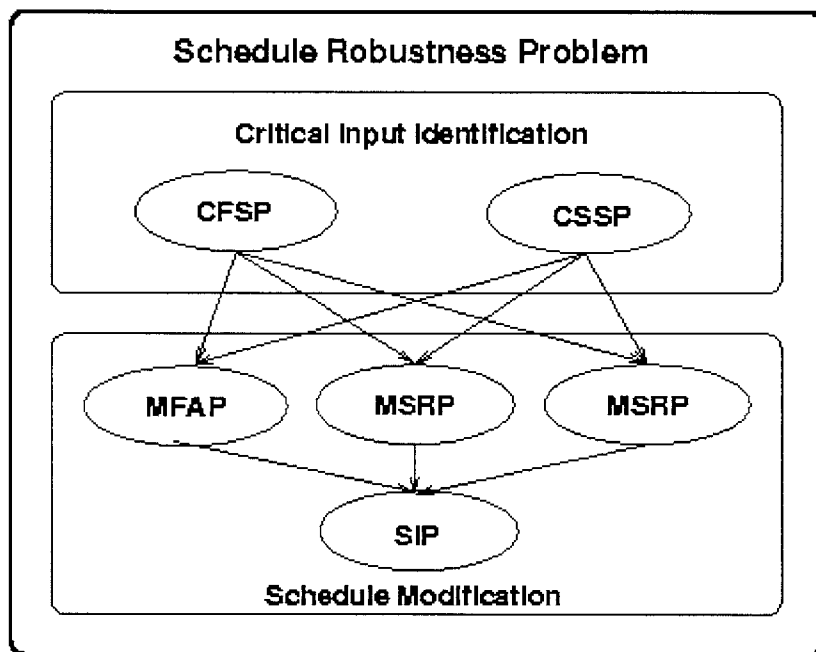 Schedule Robustness Problem
Critical Input Identification
CFSP
CSSP
MFAP
MSRP
MSRP
SIP
Schedule Modification